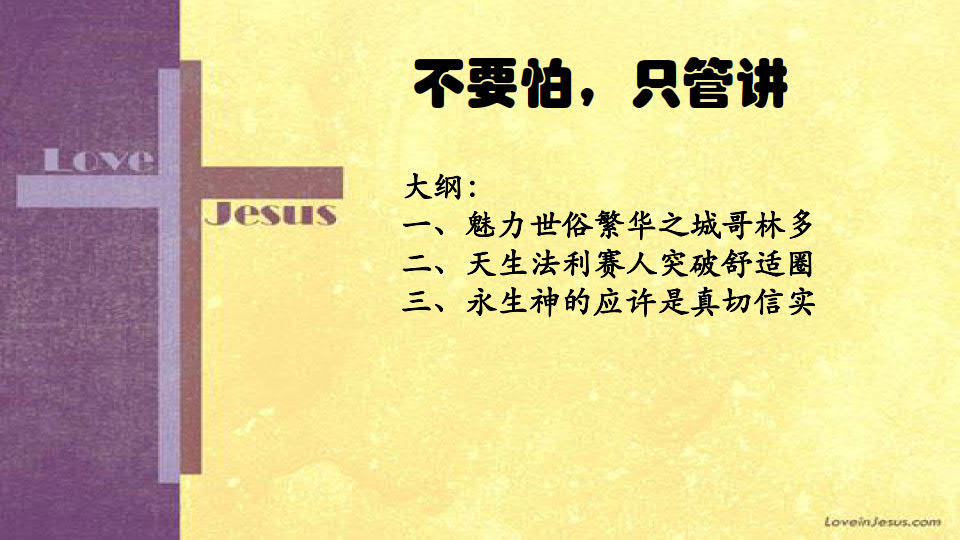 不要怕，只管讲
Love
Jesus
大纲：
一、魅力世俗繁华之城哥林多
二、天生法利赛人突破舒适圈
三、永生神的应许是真切信实
LoveinJesus.com